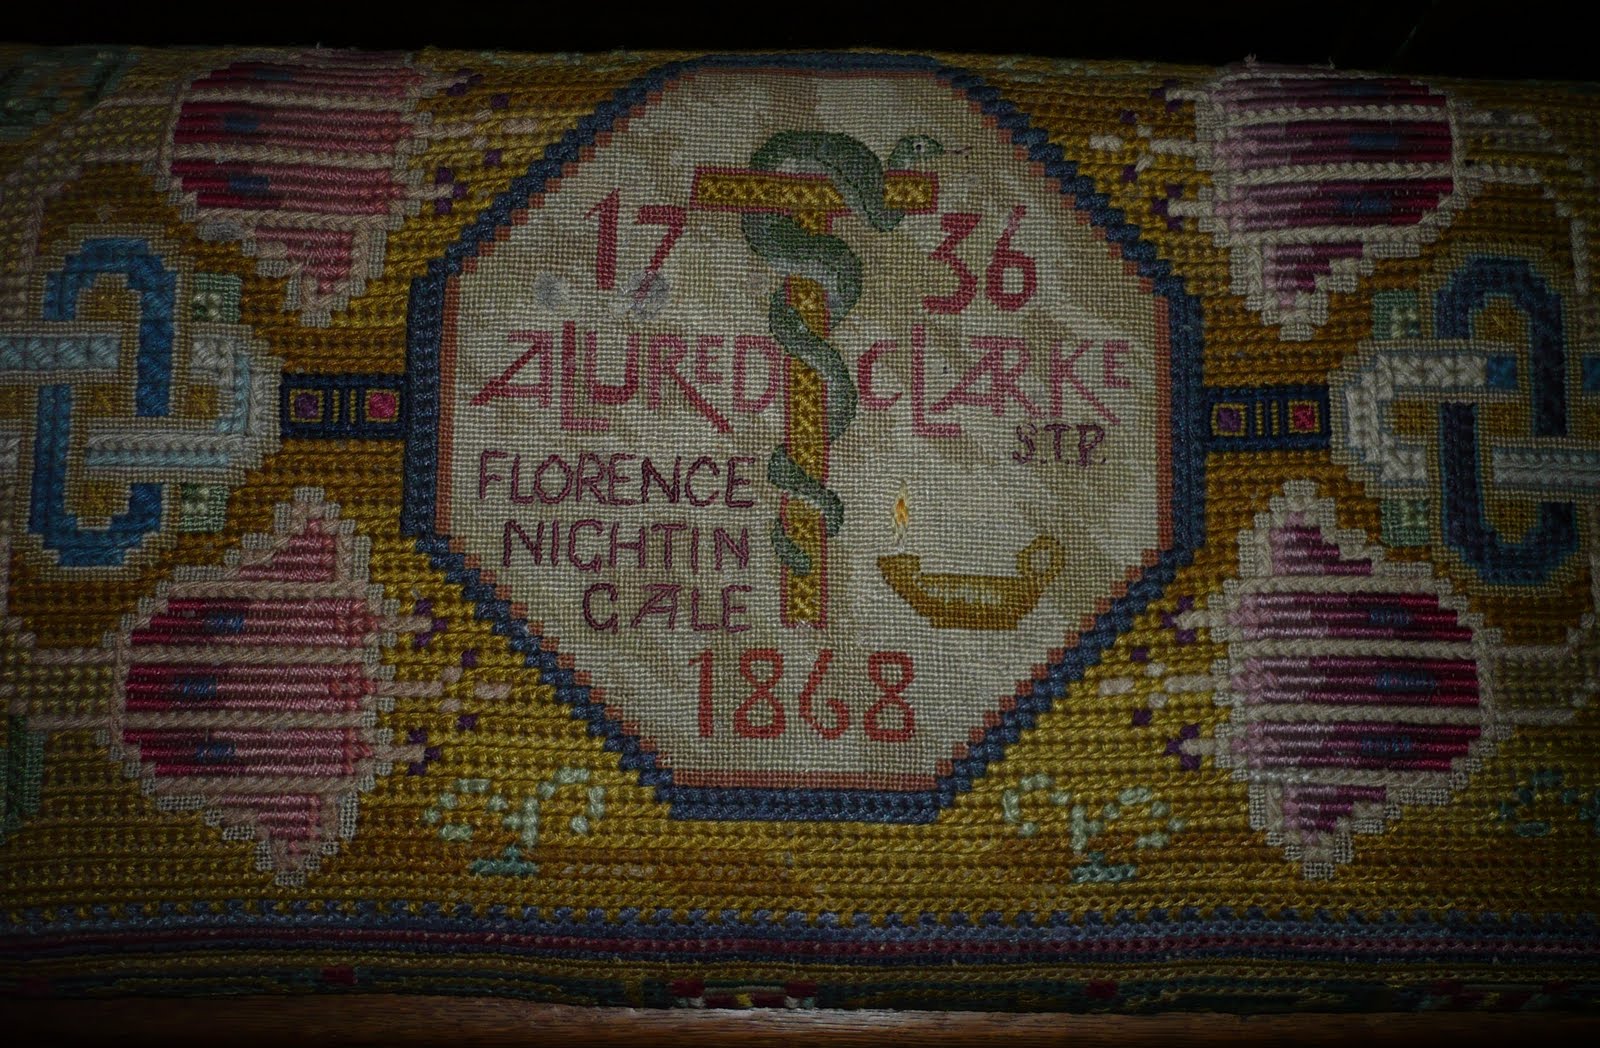 17 36
ALURED CLARKE
S.T.P.
FLORENCE
NIGHTIN
GALE
1868